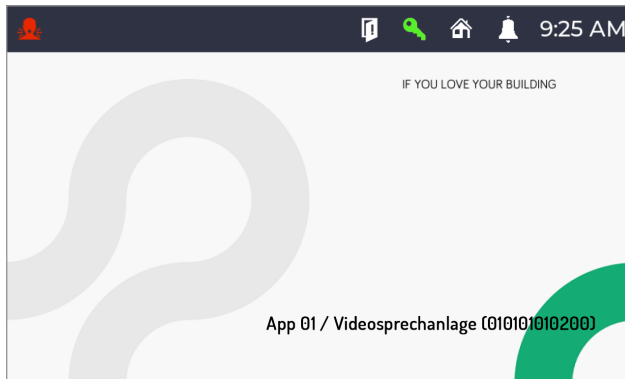 9:25 AM
IF YOU LOVE YOUR BUILDING
App 01 / Videosprechanlage (010101010200)